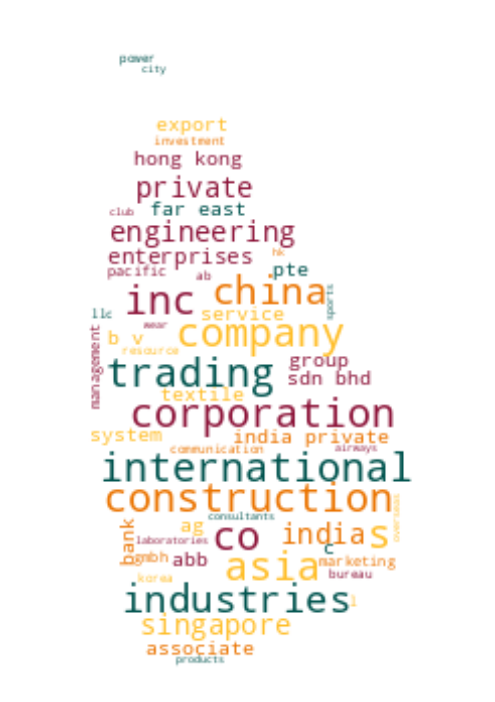 power
city
export
investment
hong kong
private
club far east
engineering
enterprises hk
pacific ab pte
inc china sports
llc service
wear
b v company
resource
management trading group
sdn bhd
textile
corporation
system india private
communication airways
international
construction overseas
consultants
bank ag co india s
laboratories c
gmbh abb asia marketing
korea bureau
industries l
singapore
associate
products